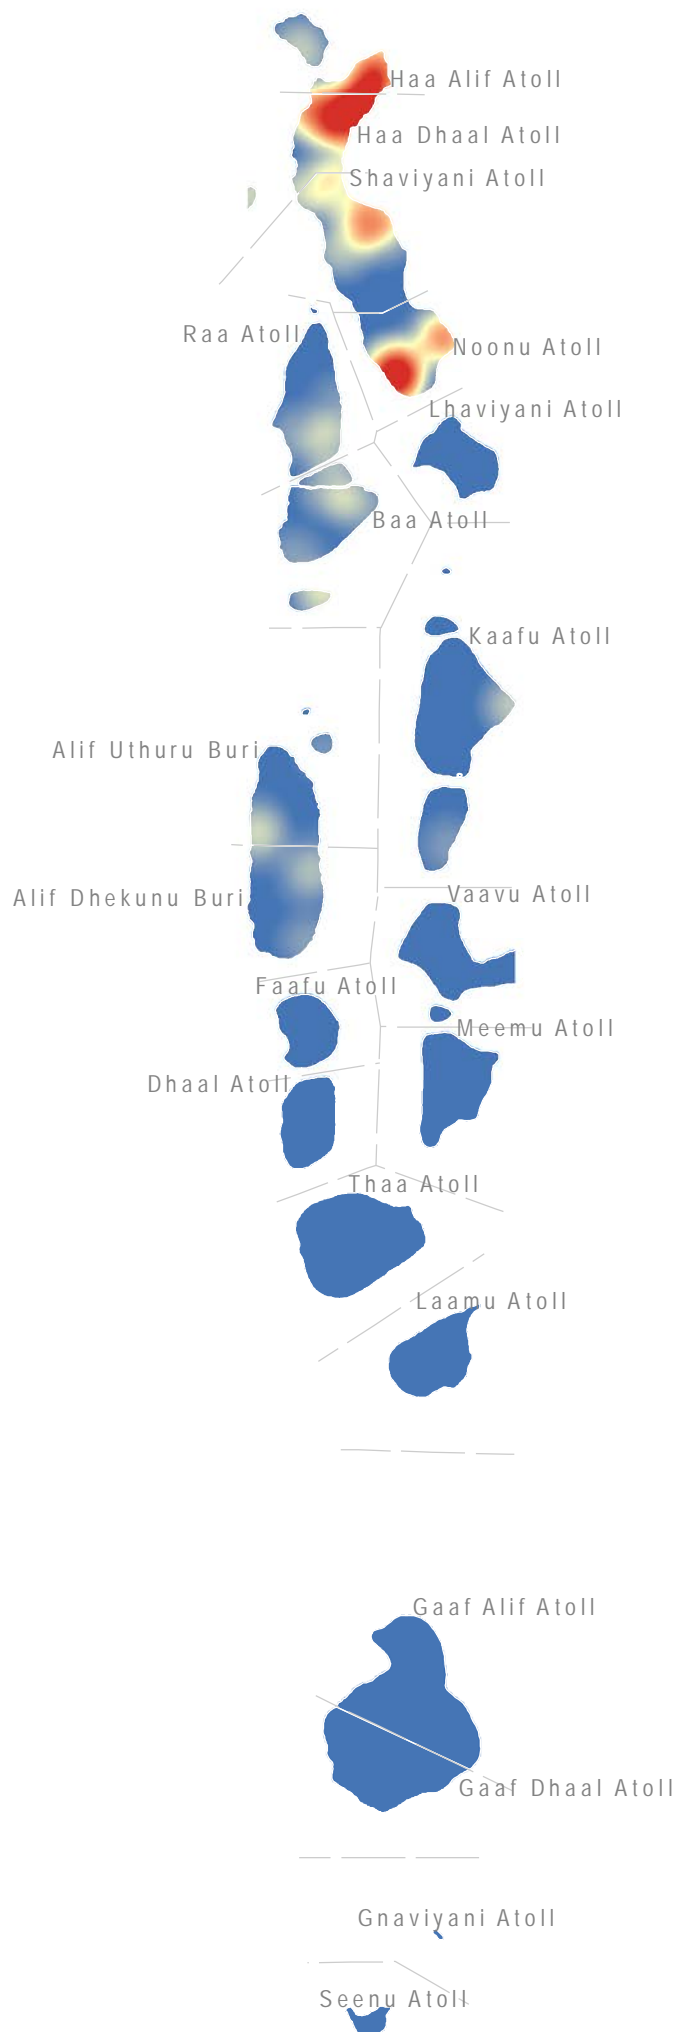 Haa Alif Atoll
Haa Dhaal Atoll
Shaviyani Atoll
Raa Atoll
Noonu Atoll
Lhaviyani Atoll
Baa Atoll
Kaafu Atoll
Alif Uthuru Buri
Alif Dhekunu Buri
Vaavu Atoll
Faafu Atoll
Meemu Atoll
Dhaal Atoll
Thaa Atoll
Laamu Atoll
Gaaf Alif Atoll
Gaaf Dhaal Atoll
Gnaviyani Atoll
Seenu Atoll